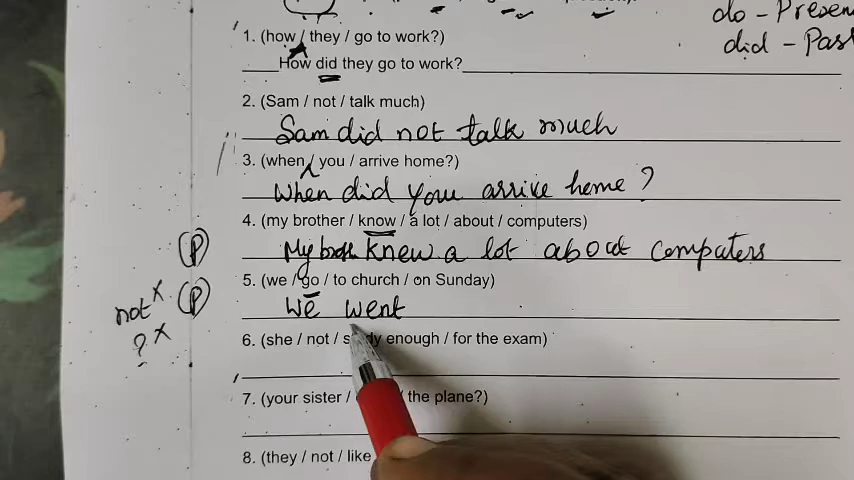 do - Presen
did - Past
1. (how / they / go to work?)
How did they go to work?
2. (Sam / not / talk much)
Sam did not talk much
3. (when / you / arrive home?)
When did you arrive home ?
4. (my brother / know / a lot / about / computers)
P My knew a lot about computers
5. (we / go / to church / on Sunday)
not x P We went
? x
6. (she / not / study enough / for the exam)
7. (your sister / the plane?)
8. (they / not / like